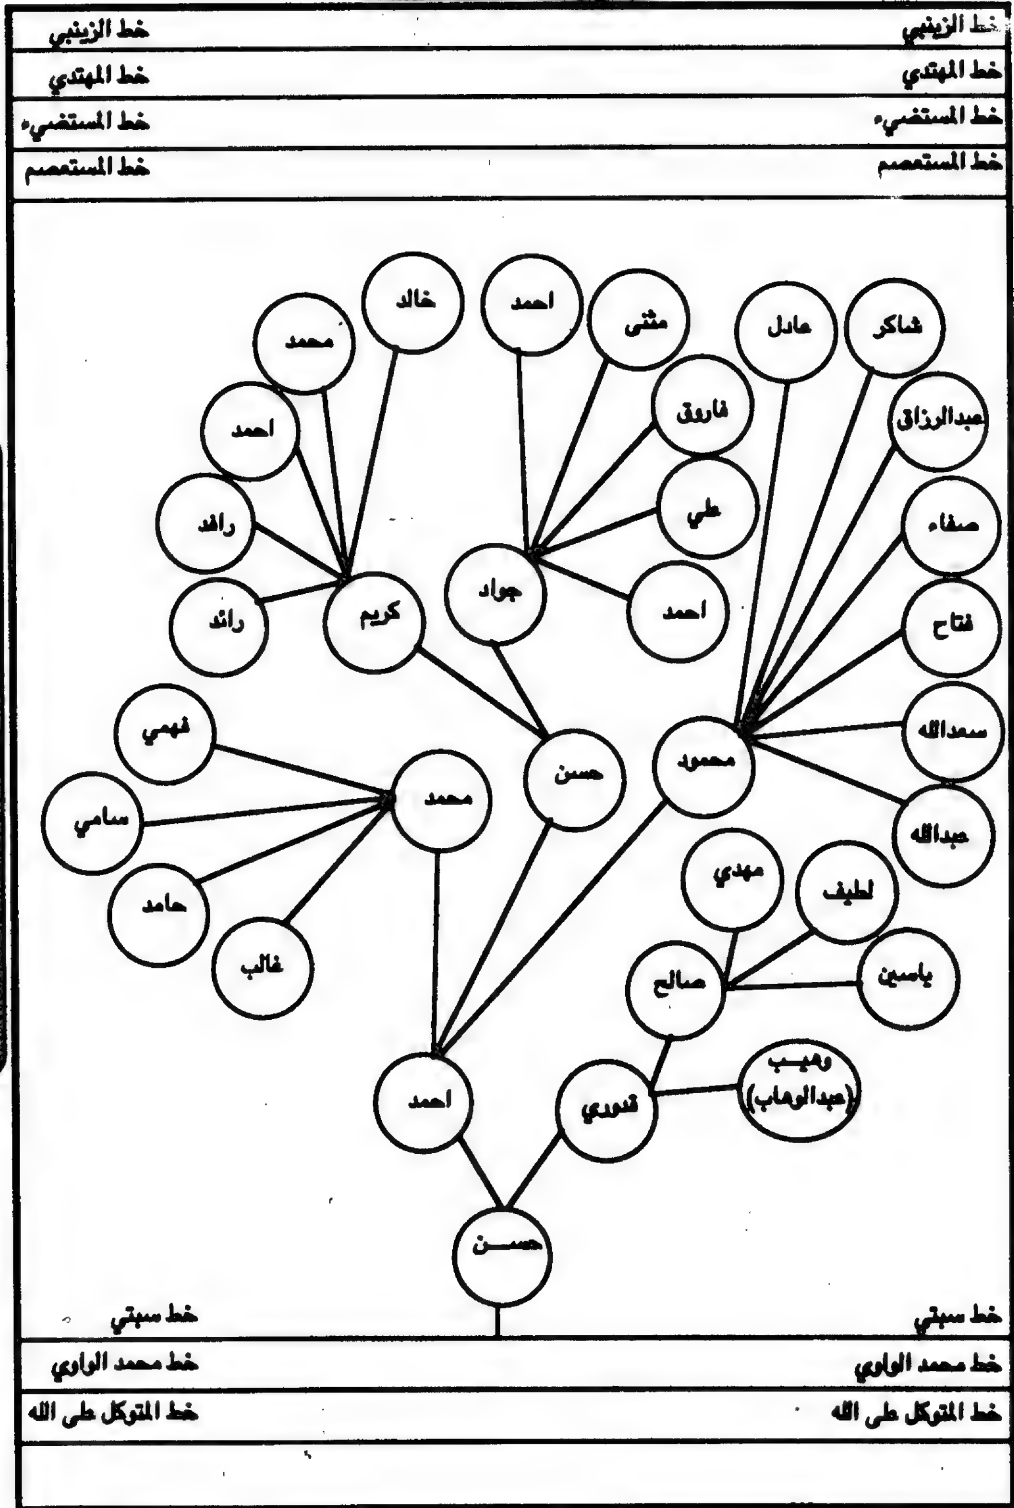 خط الزينبي خط الزينبي
خط المهتدي خط المهتدي
خط المستضيء خط المستضيء
خط المستعصم خط المستعصم
شاكر
عادل
مثنى
احمد
خالد
محمد
عبدالرزاق
فاروق
احمد
صفاء
علي
رافد
فتاح
احمد
جواد
كريم
رائد
سعدالله
محمود
حسن
محمد
فهمي
عبدالله
سامي
لطيف
مهدي
حامد
ياسين
صالح
غالب
وهيــب
(عبدالوهاب)
قدوري
احمد
حســـن
خط سبتي خط سبتي
خط محمد الواوي خط محمد الواوي
خط المتوكل على الله خط المتوكل على الله